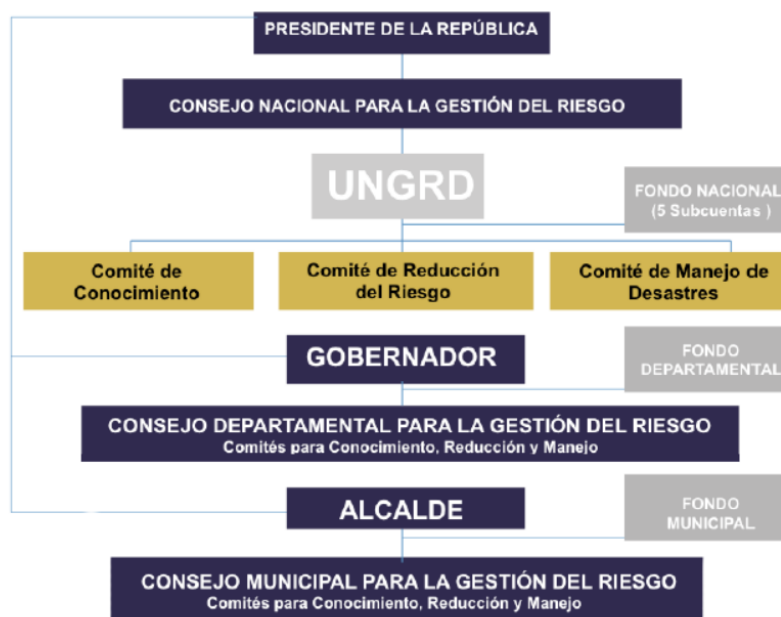 PRESIDENTE DE LA REPÚBLICA
CONSEJO NACIONAL PARA LA GESTIÓN DEL RIESGO
UNGRD
FONDO NACIONAL
(5 Subcuentas )
Comité de
Conocimiento
Comité de Reducción
del Riesgo
Comité de Manejo de
Desastres
GOBERNADOR
FONDO
DEPARTAMENTAL
CONSEJO DEPARTAMENTAL PARA LA GESTIÓN DEL RIESGO
Comités para Conocimiento, Reducción y Manejo
ALCALDE
FONDO
MUNICIPAL
CONSEJO MUNICIPAL PARA LA GESTIÓN DEL RIESGO
Comités para Conocimiento, Reducción y Manejo